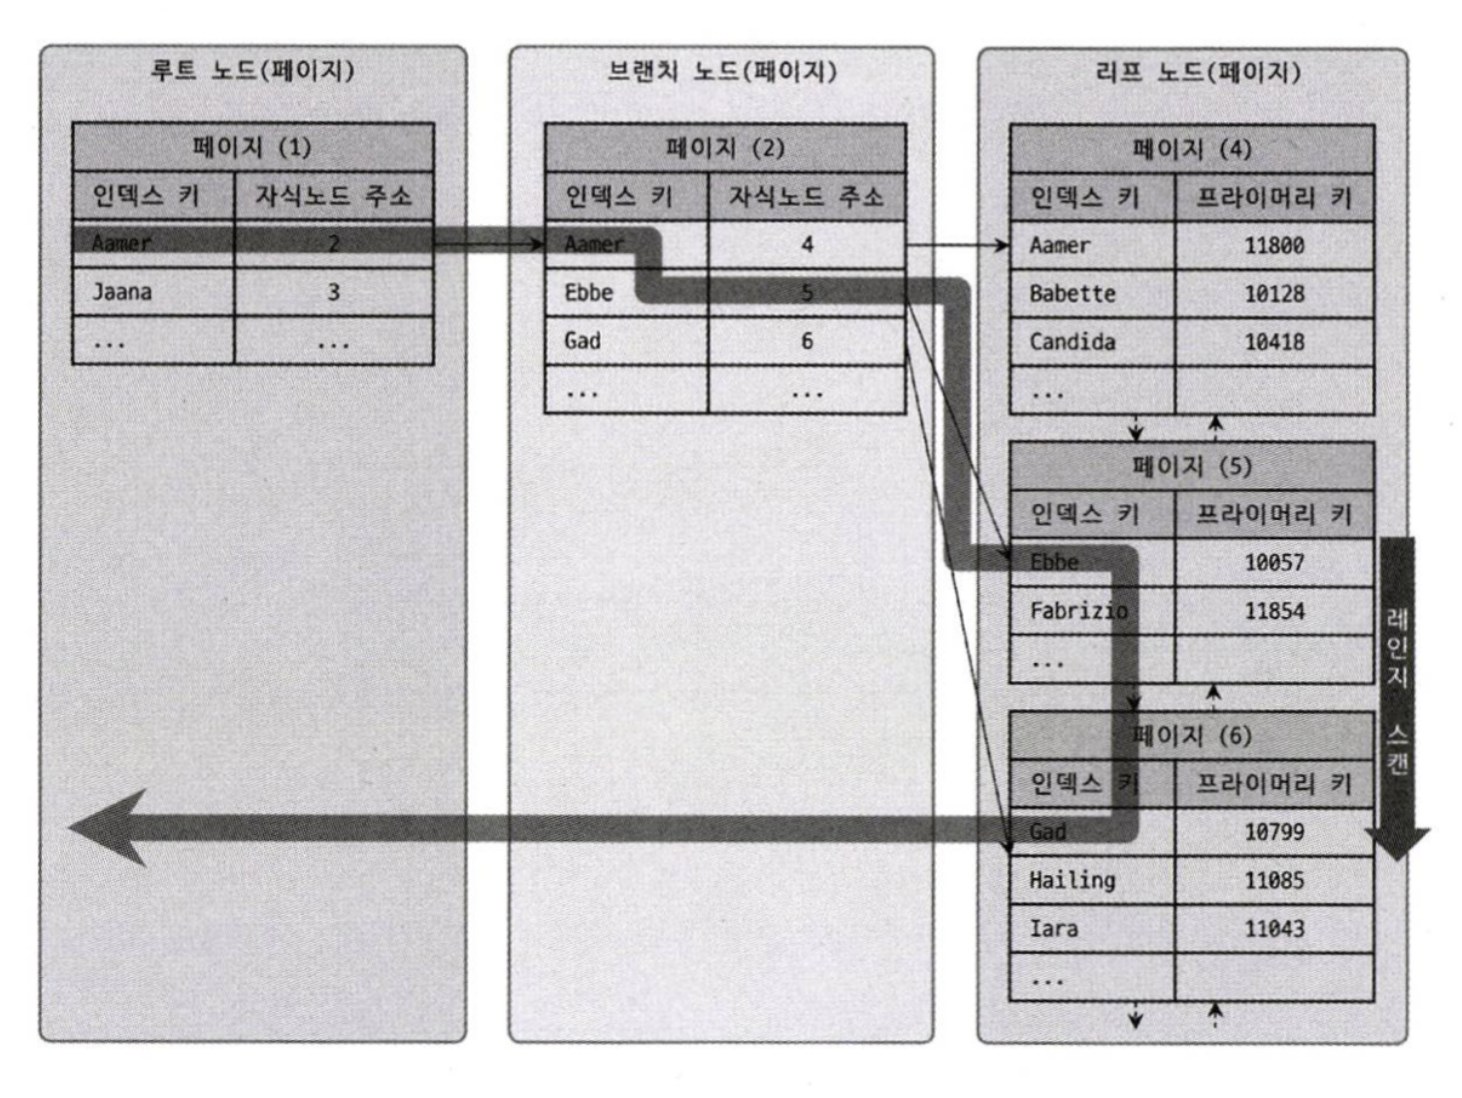 루트 노드(페이지)
페이지 (1)
인덱스 키 자식노드 주소
Aamer 2
Jaana 3
... ...
브랜치 노드(페이지)
페이지 (2)
인덱스 키 자식노드 주소
Aamer 4
Ebbe 5
Gad 6
... ...
리프 노드(페이지)
페이지 (4)
인덱스 키 프라이머리 키
Aamer 11800
Babette 10128
Candida 10418
...
페이지 (5)
인덱스 키 프라이머리 키
Ebbe 10057
Fabrizio 11854
...
페이지 (6)
인덱스 키 프라이머리 키
Gad 10799
Hailing 11085
Iara 11043
...
레인지 스캔